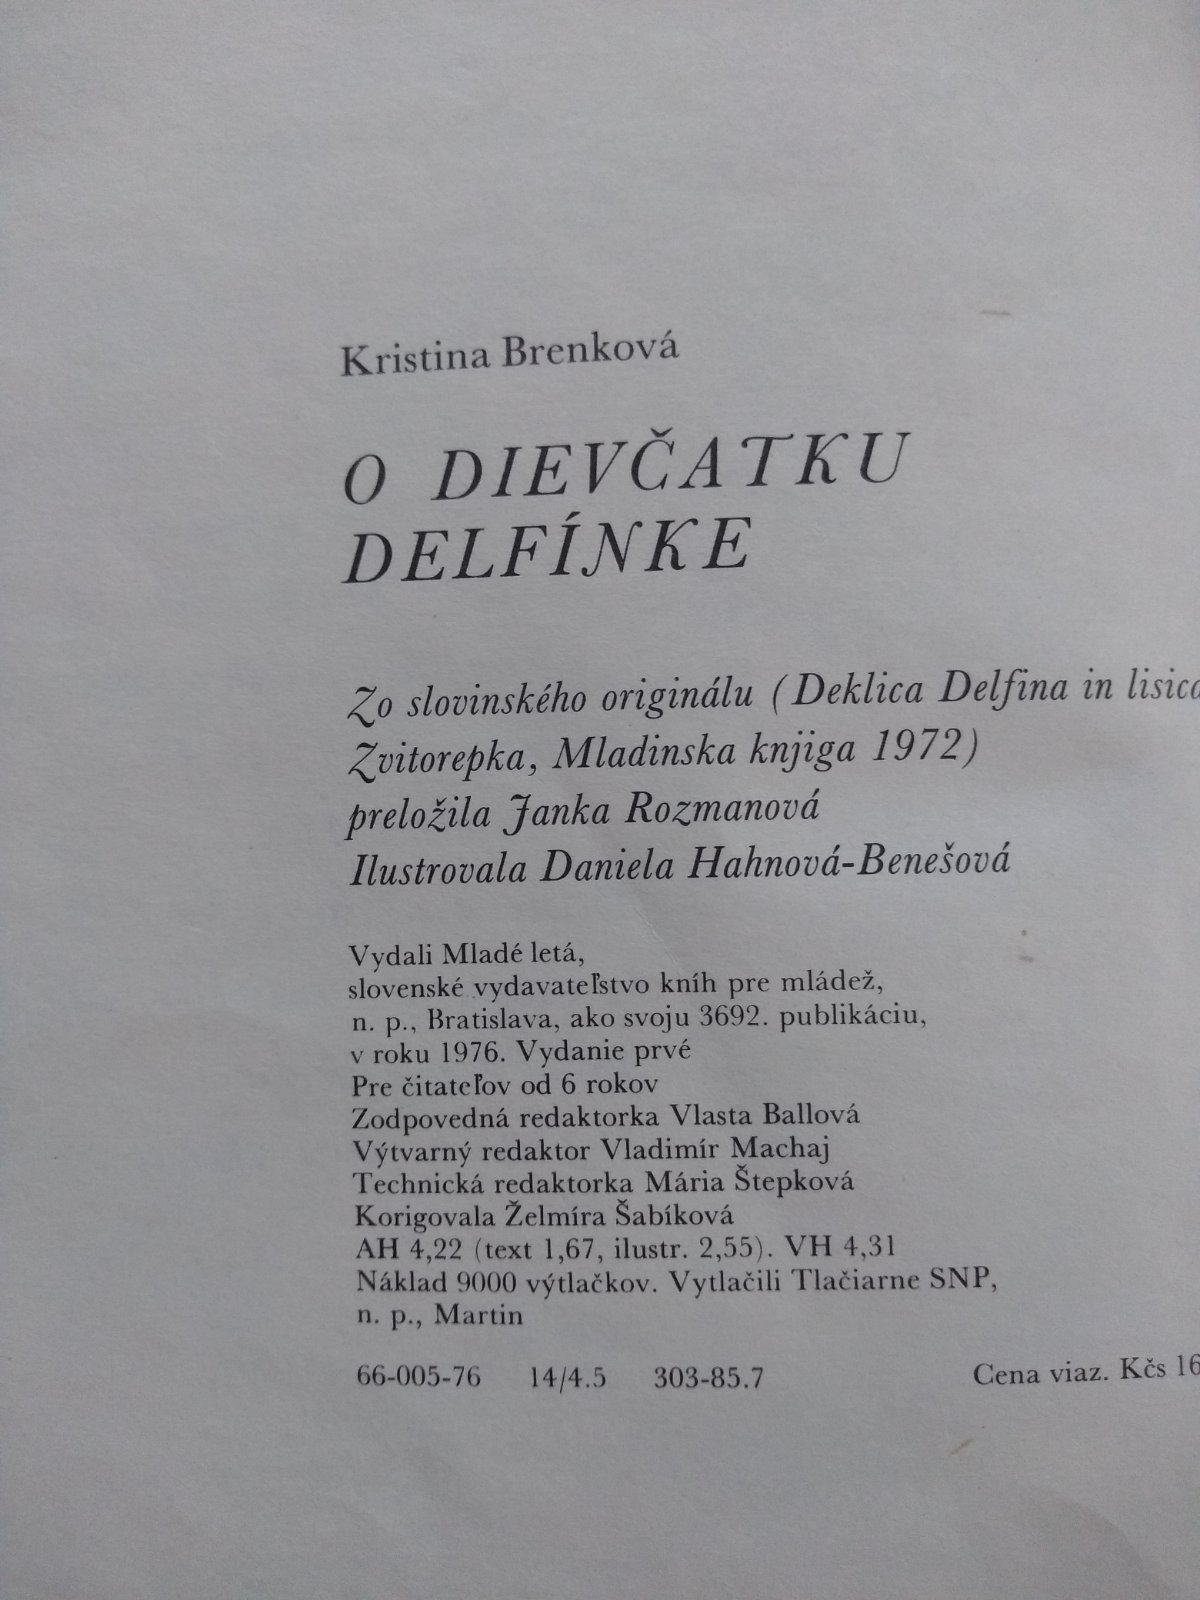 Kristina Brenková
O DIEVČATKU
DELFÍNKE
Zo slovinského originálu (Deklica Delfina in lisica
Zvitorepka, Mladinska knjiga 1972)
preložila Janka Rozmanová
Ilustrovala Daniela Hahnová-Benešová
Vydali Mladé letá,
slovenské vydavateľstvo kníh pre mládež,
n. p., Bratislava, ako svoju 3692. publikáciu,
v roku 1976. Vydanie prvé
Pre čitateľov od 6 rokov
Zodpovedná redaktorka Vlasta Ballová
Výtvarný redaktor Vladimír Machaj
Technická redaktorka Mária Štepková
Korigovala Želmíra Šabíková
AH 4,22 (text 1,67, ilustr. 2,55). VH 4,31
Náklad 9000 výtlačkov. Vytlačili Tlačiarne SNP,
n. p., Martin
66-005-76 14/4.5 303-85.7 Cena viaz. Kčs 16